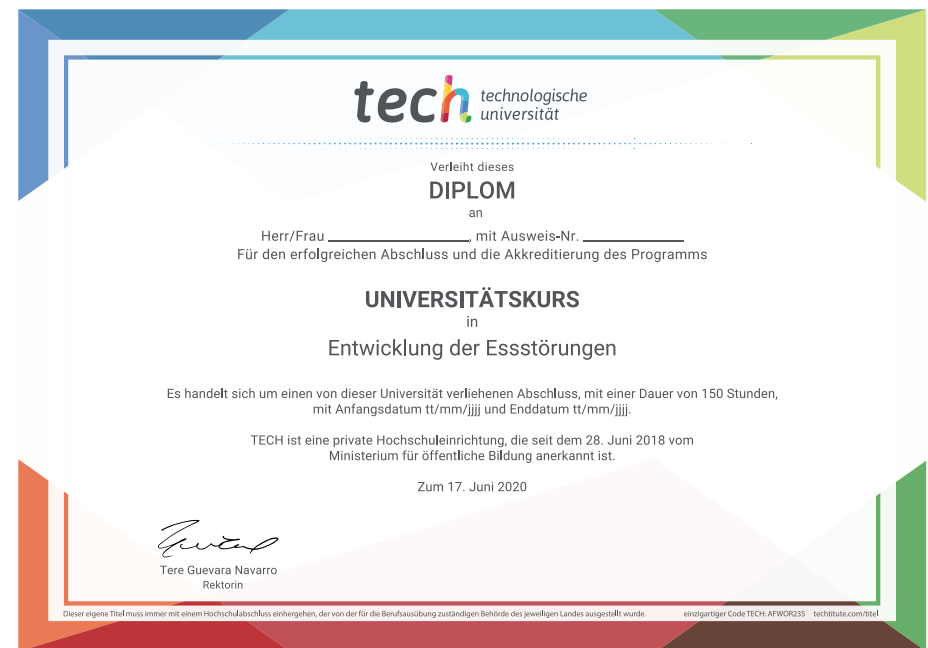 tech technologische
universität
Verleiht dieses
DIPLOM
an
Herr/Frau ____________________, mit Ausweis-Nr. ______________
Für den erfolgreichen Abschluss und die Akkreditierung des Programms
UNIVERSITÄTSKURS
in
Entwicklung der Essstörungen
Es handelt sich um einen von dieser Universität verliehenen Abschluss, mit einer Dauer von 150 Stunden,
mit Anfangsdatum tt/mm/jjjj und Enddatum tt/mm/jjjj.
TECH ist eine private Hochschuleinrichtung, die seit dem 28. Juni 2018 vom
Ministerium für öffentliche Bildung anerkannt ist.
Zum 17. Juni 2020
Tere Guevara Navarro
Rektorin
Dieser eigene Titel muss immer mit einem Hochschulabschluss einhergehen, der von der für die Berufsausübung zuständigen Behörde des jeweiligen Landes ausgestellt wurde. einzigartiger Code TECH: AFWOR23S techtitute.com/titel